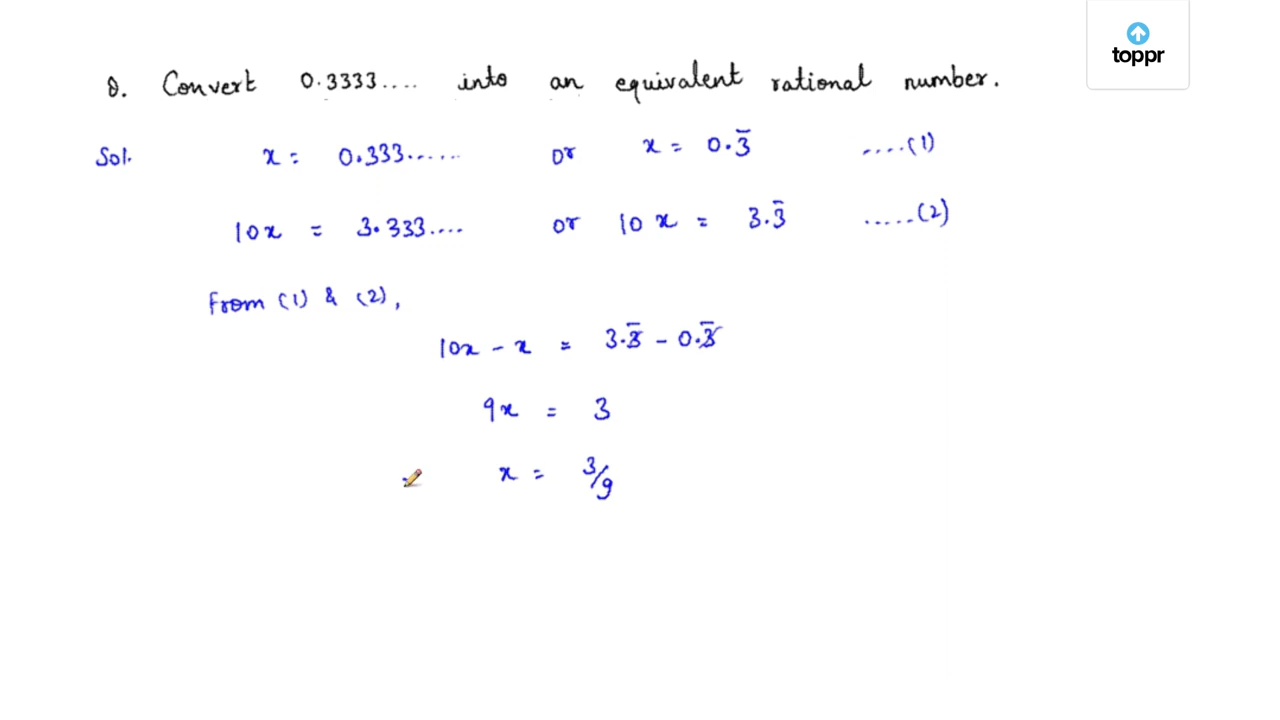 toppr
Q. Convert 0.3333.... into an equivalent rational number.
Sol. x = 0.333...... or x = 0.3̅ ....(1)
10x = 3.333.... or 10x = 3.3̅ .....(2)
From (1) & (2),
10x - x = 3.3̅ - 0.3̅
9x = 3
x = 3/9